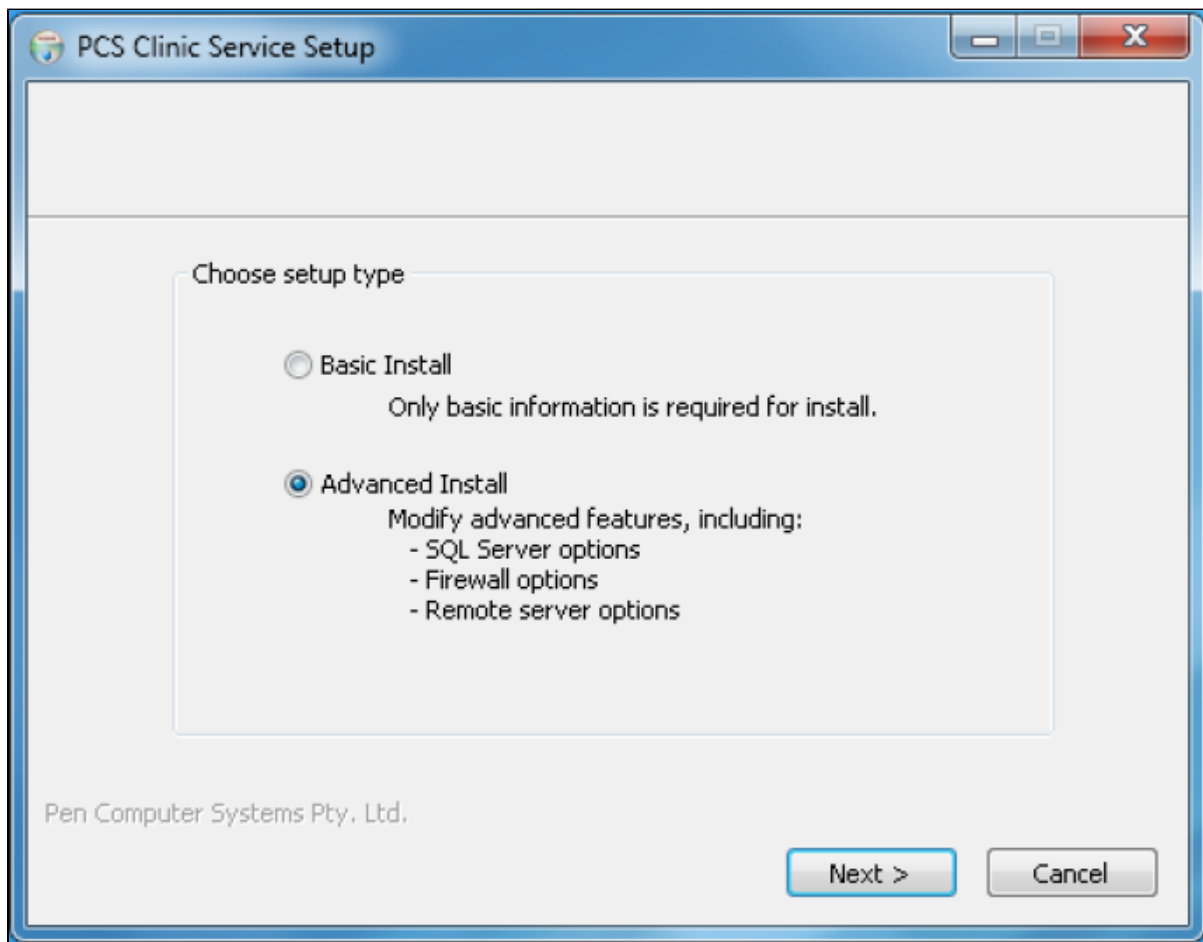 PCS Clinic Service Setup
Choose setup type
Basic Install
Only basic information is required for install.
Advanced Install
Modify advanced features, including:
- SQL Server options
- Firewall options
- Remote server options
Pen Computer Systems Pty. Ltd.
Next >
Cancel